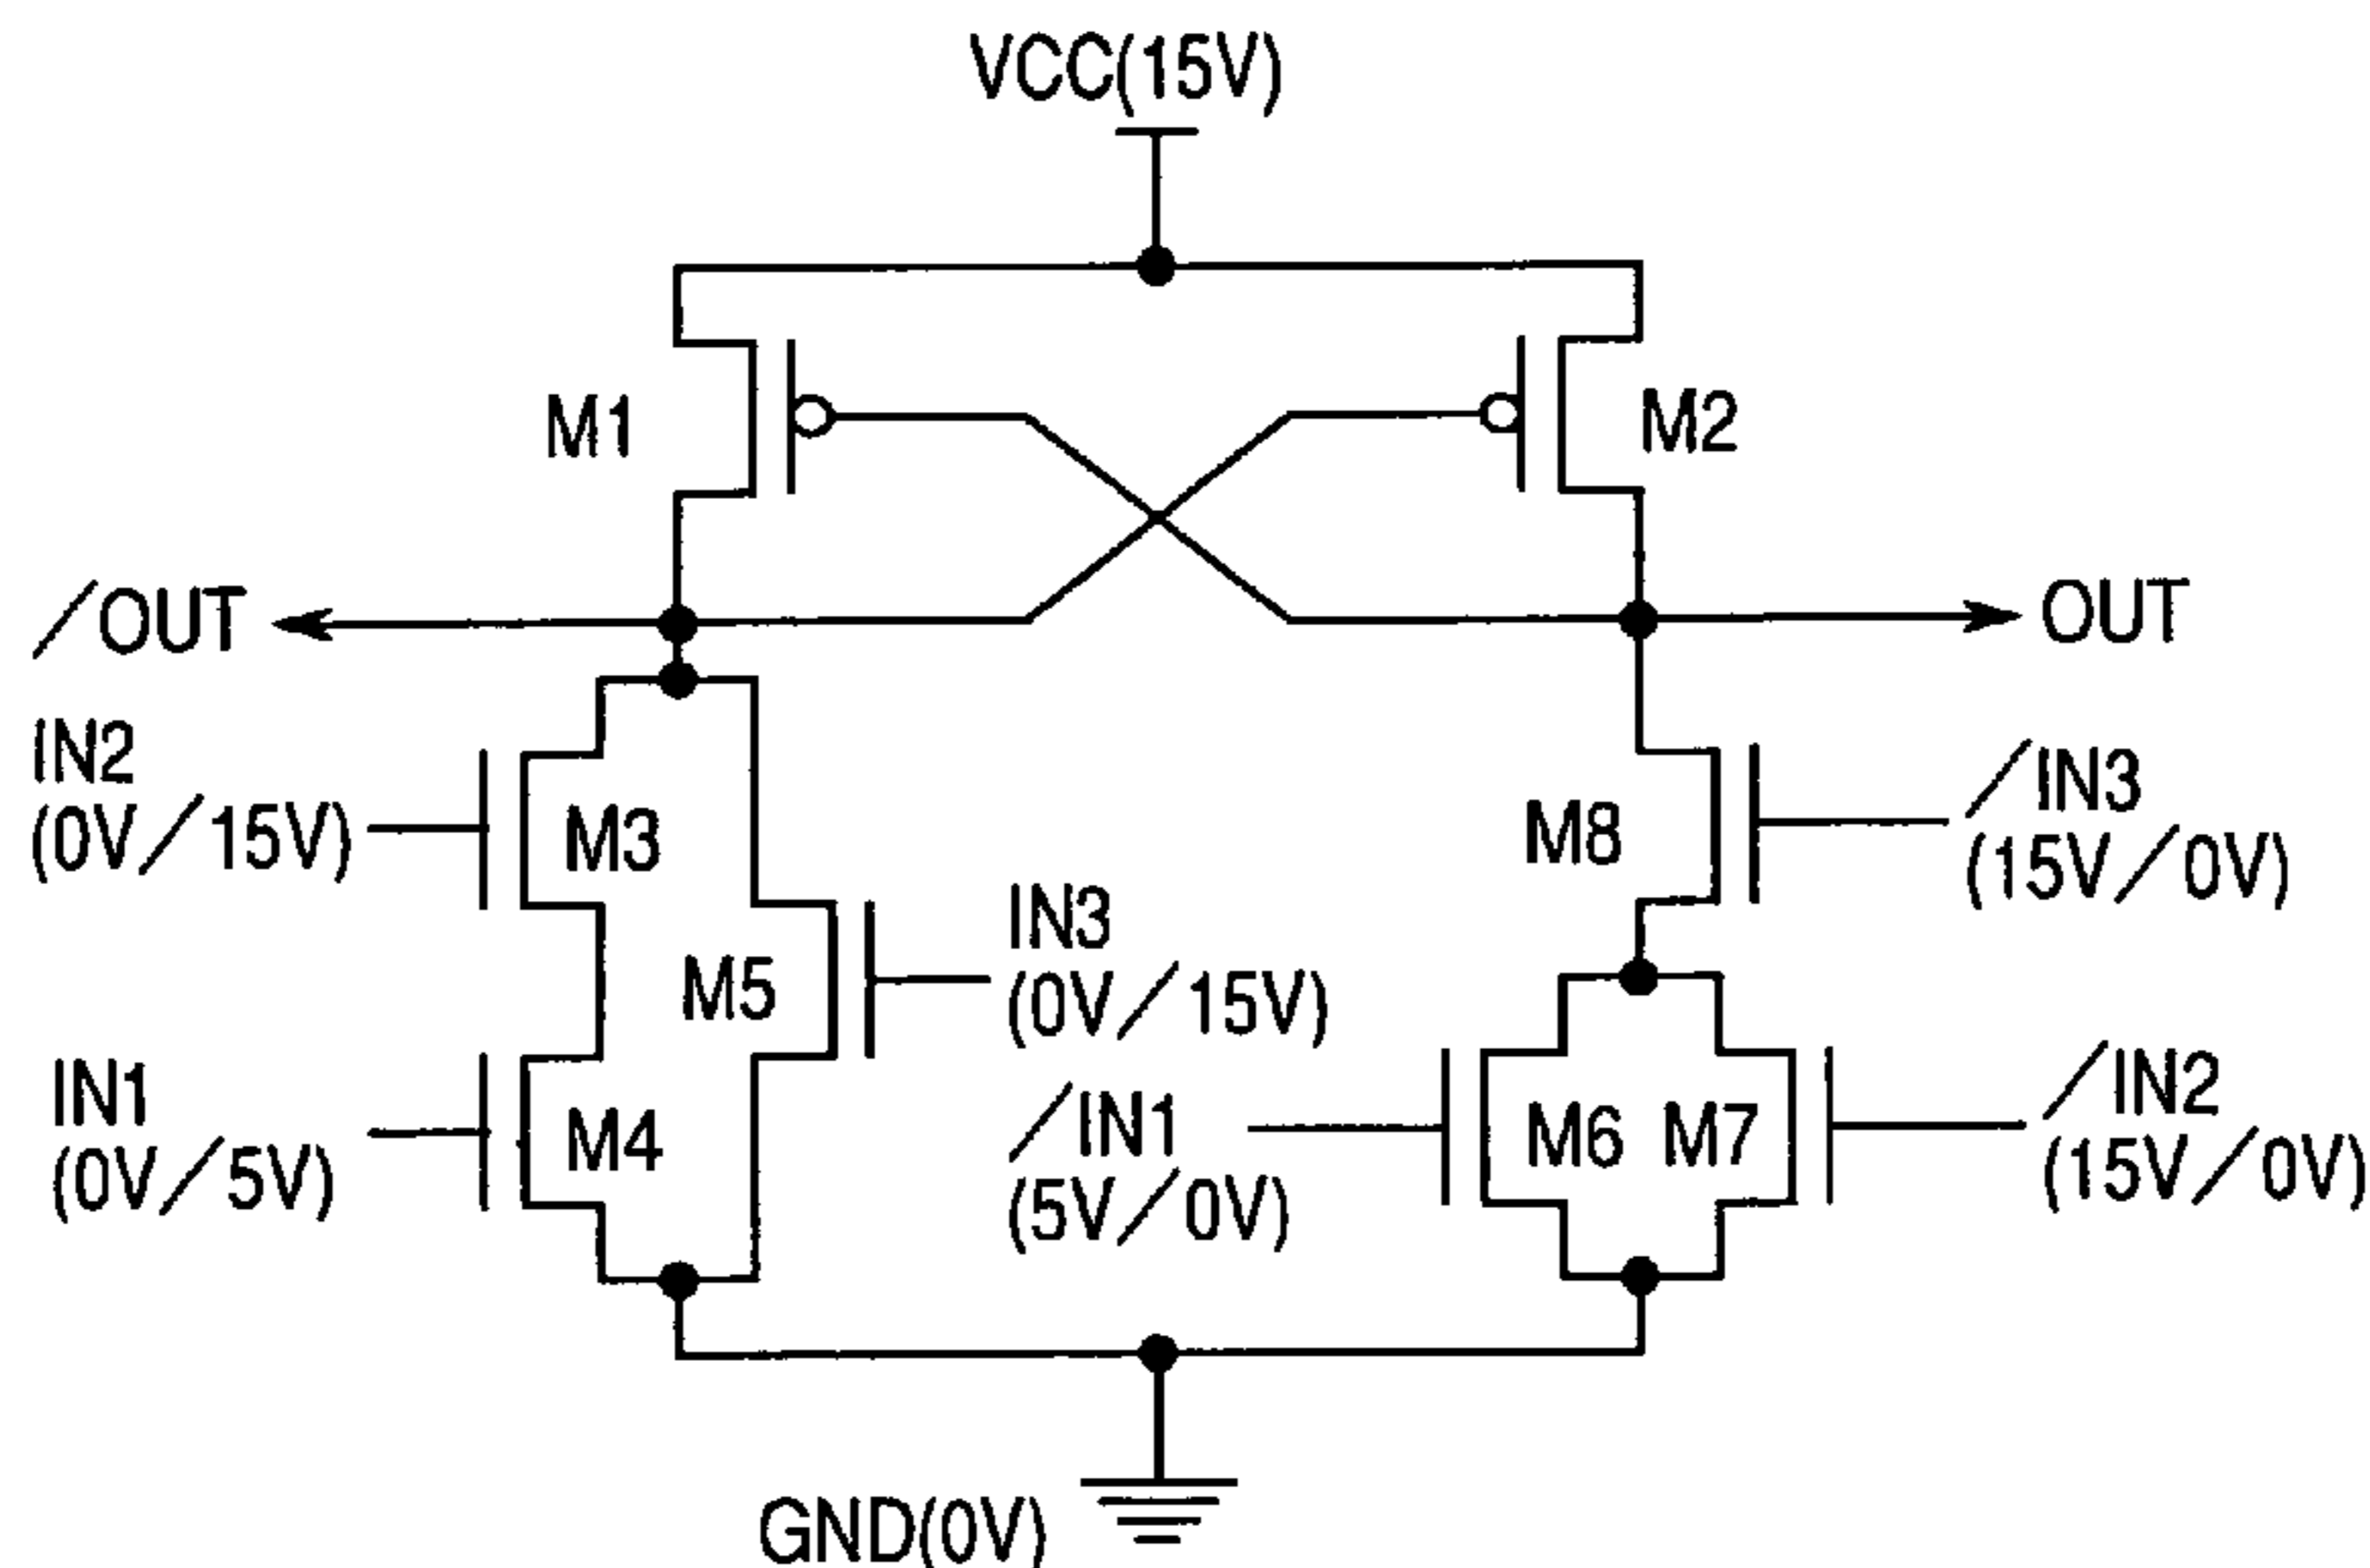 VCC(15V)
M1
M2
/OUT
OUT
IN2
(0V/15V)
M3
M8
/IN3
(15V/0V)
IN3
(0V/15V)
M5
IN1
(0V/5V)
M4
/IN1
(5V/0V)
M6
M7
/IN2
(15V/0V)
GND(0V)